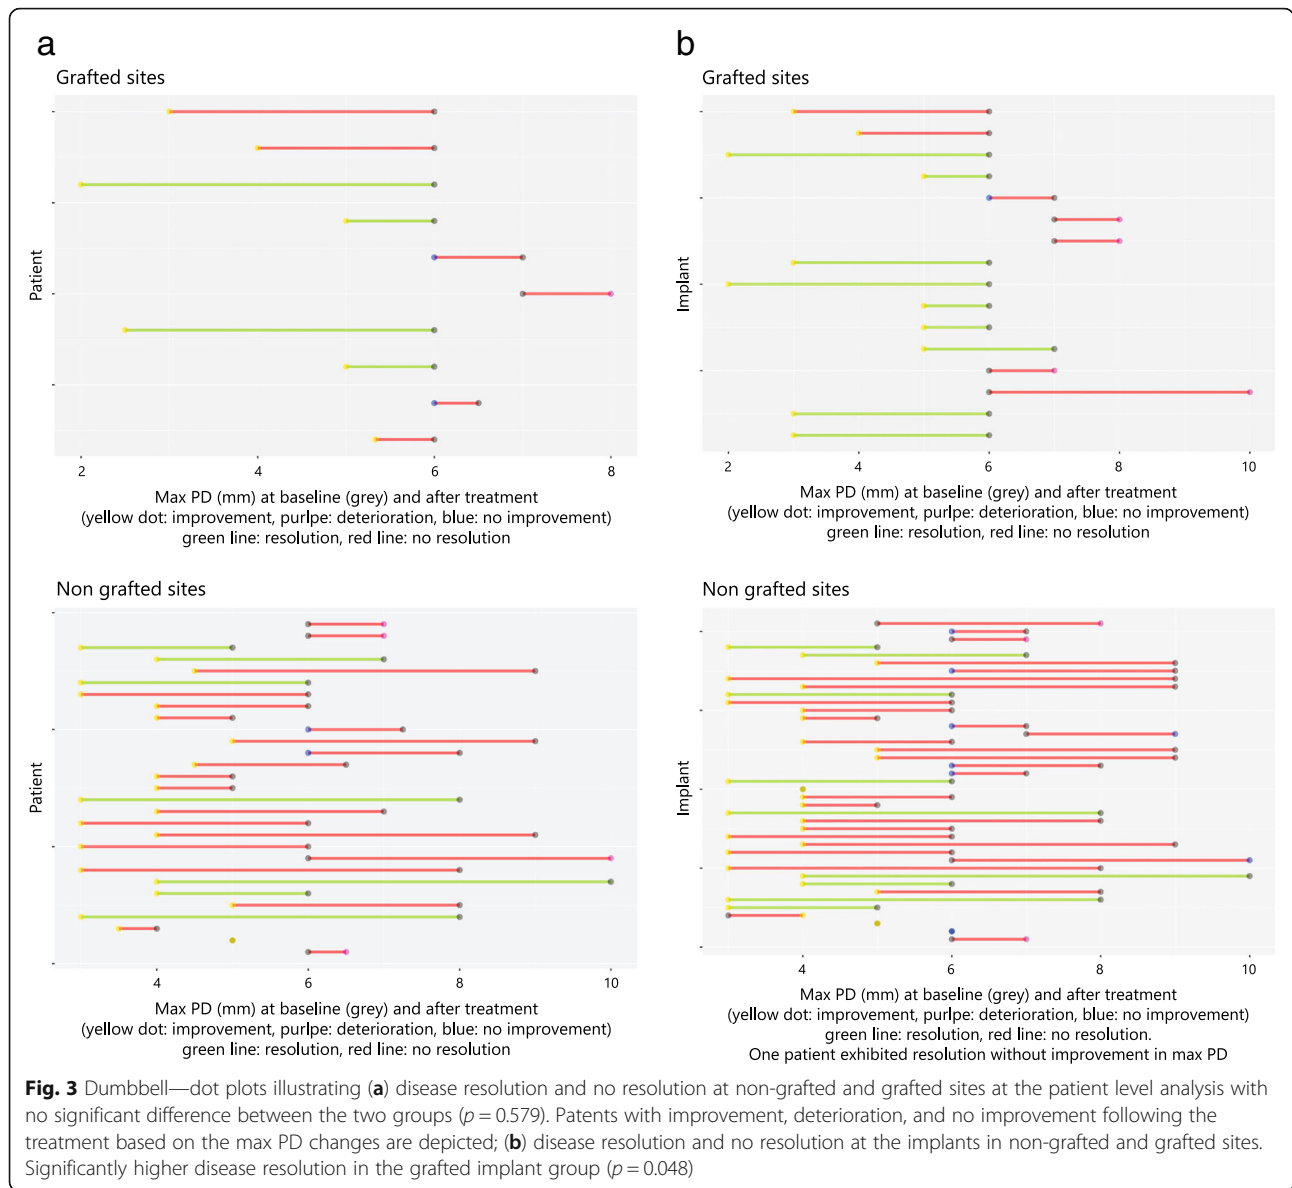 a
Grafted sites
Patient
2 4 6 8
Max PD (mm) at baseline (grey) and after treatment
(yellow dot: improvement, purlpe: deterioration, blue: no improvement)
green line: resolution, red line: no resolution
b
Grafted sites
Implant
2 4 6 8 10
Max PD (mm) at baseline (grey) and after treatment
(yellow dot: improvement, purlpe: deterioration, blue: no improvement)
green line: resolution, red line: no resolution
Non grafted sites
Patient
4 6 8 10
Max PD (mm) at baseline (grey) and after treatment
(yellow dot: improvement, purlpe: deterioration, blue: no improvement)
green line: resolution, red line: no resolution
Non grafted sites
Implant
4 6 8 10
Max PD (mm) at baseline (grey) and after treatment
(yellow dot: improvement, purlpe: deterioration, blue: no improvement)
green line: resolution, red line: no resolution.
One patient exhibited resolution without improvement in max PD
Fig. 3 Dumbbell—dot plots illustrating (a) disease resolution and no resolution at non-grafted and grafted sites at the patient level analysis with
no significant difference between the two groups (p = 0.579). Patents with improvement, deterioration, and no improvement following the
treatment based on the max PD changes are depicted; (b) disease resolution and no resolution at the implants in non-grafted and grafted sites.
Significantly higher disease resolution in the grafted implant group (p = 0.048)